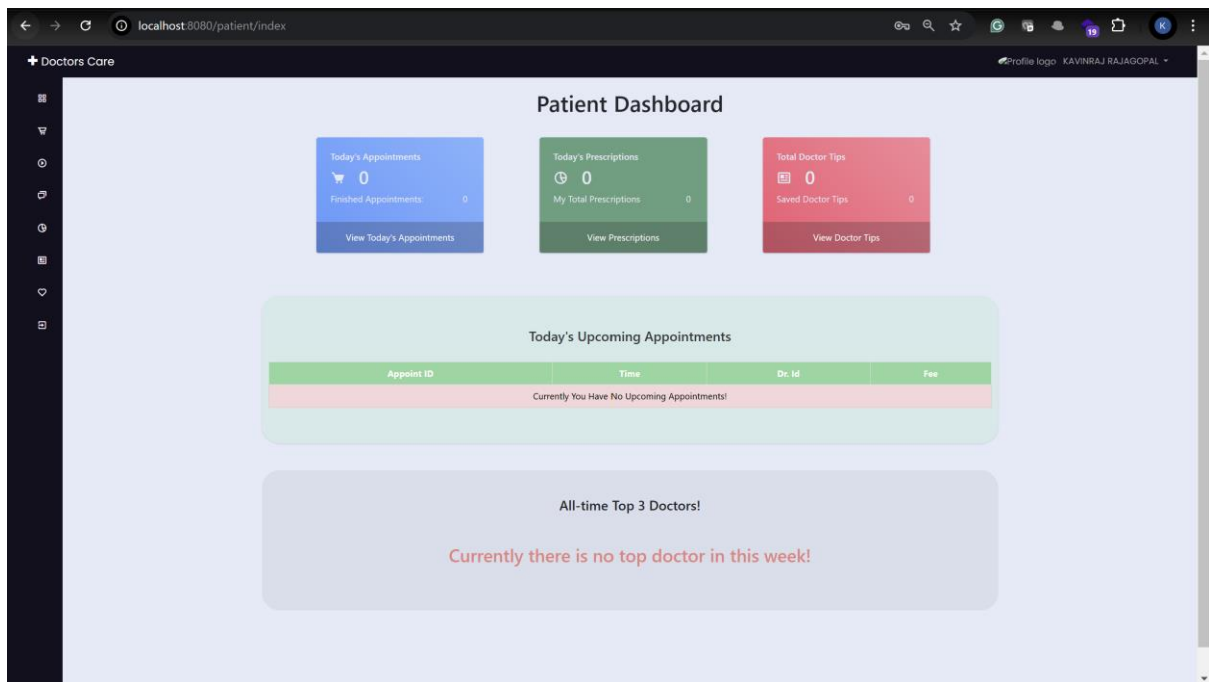 localhost:8080/patient/index
19
K
Doctors Care
Profile logo KAVINRAJ RAJAGOPAL
Patient Dashboard
Today's Appointments
0
Finished Appointments: 0
View Today's Appointments
Today's Prescriptions
0
My Total Prescriptions 0
View Prescriptions
Total Doctor Tips
0
Saved Doctor Tips 0
View Doctor Tips
Today's Upcoming Appointments
Appoint ID Time Dr. Id Fee
Currently You Have No Upcoming Appointments!
All-time Top 3 Doctors!
Currently there is no top doctor in this week!